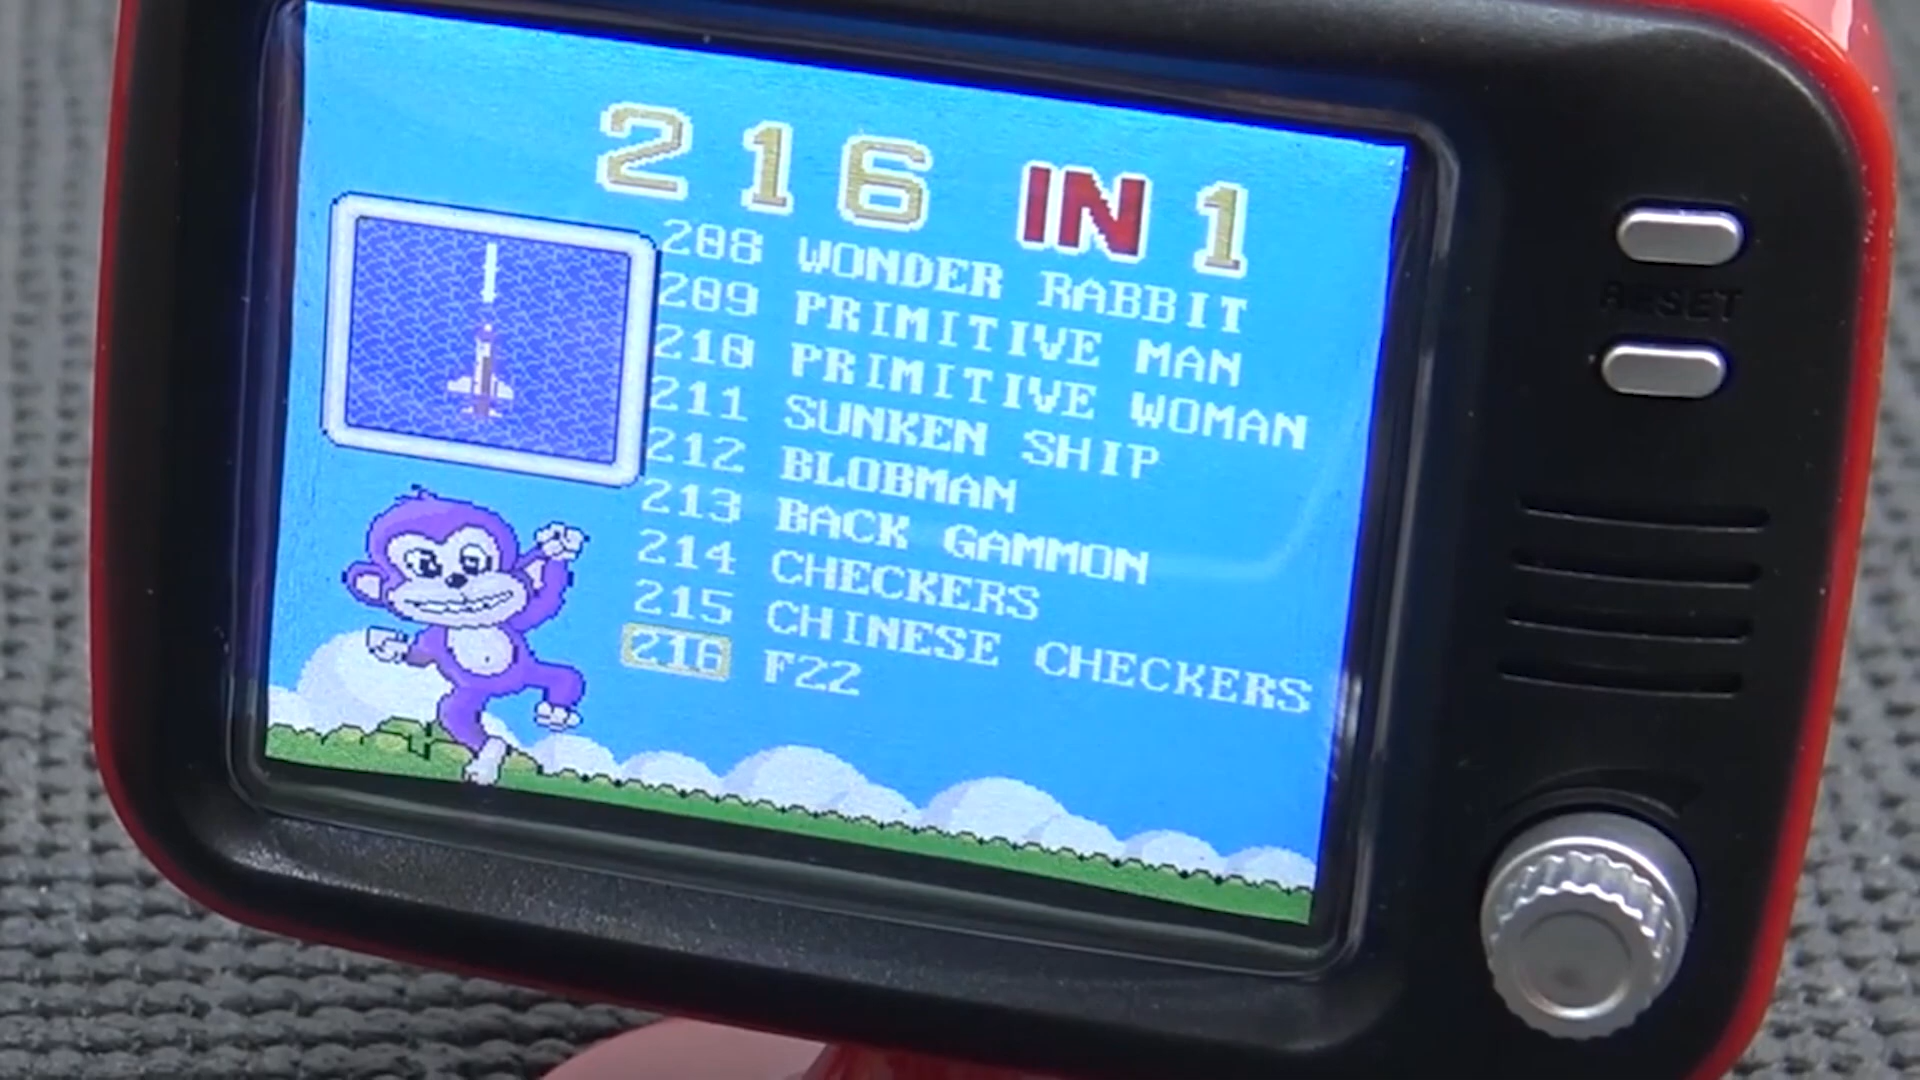 216 IN 1
208 WONDER RABBIT
209 PRIMITIVE MAN
210 PRIMITIVE WOMAN
211 SUNKEN SHIP
212 BLOBMAN
213 BACK GAMMON
214 CHECKERS
215 CHINESE CHECKERS
216 F22
RESET